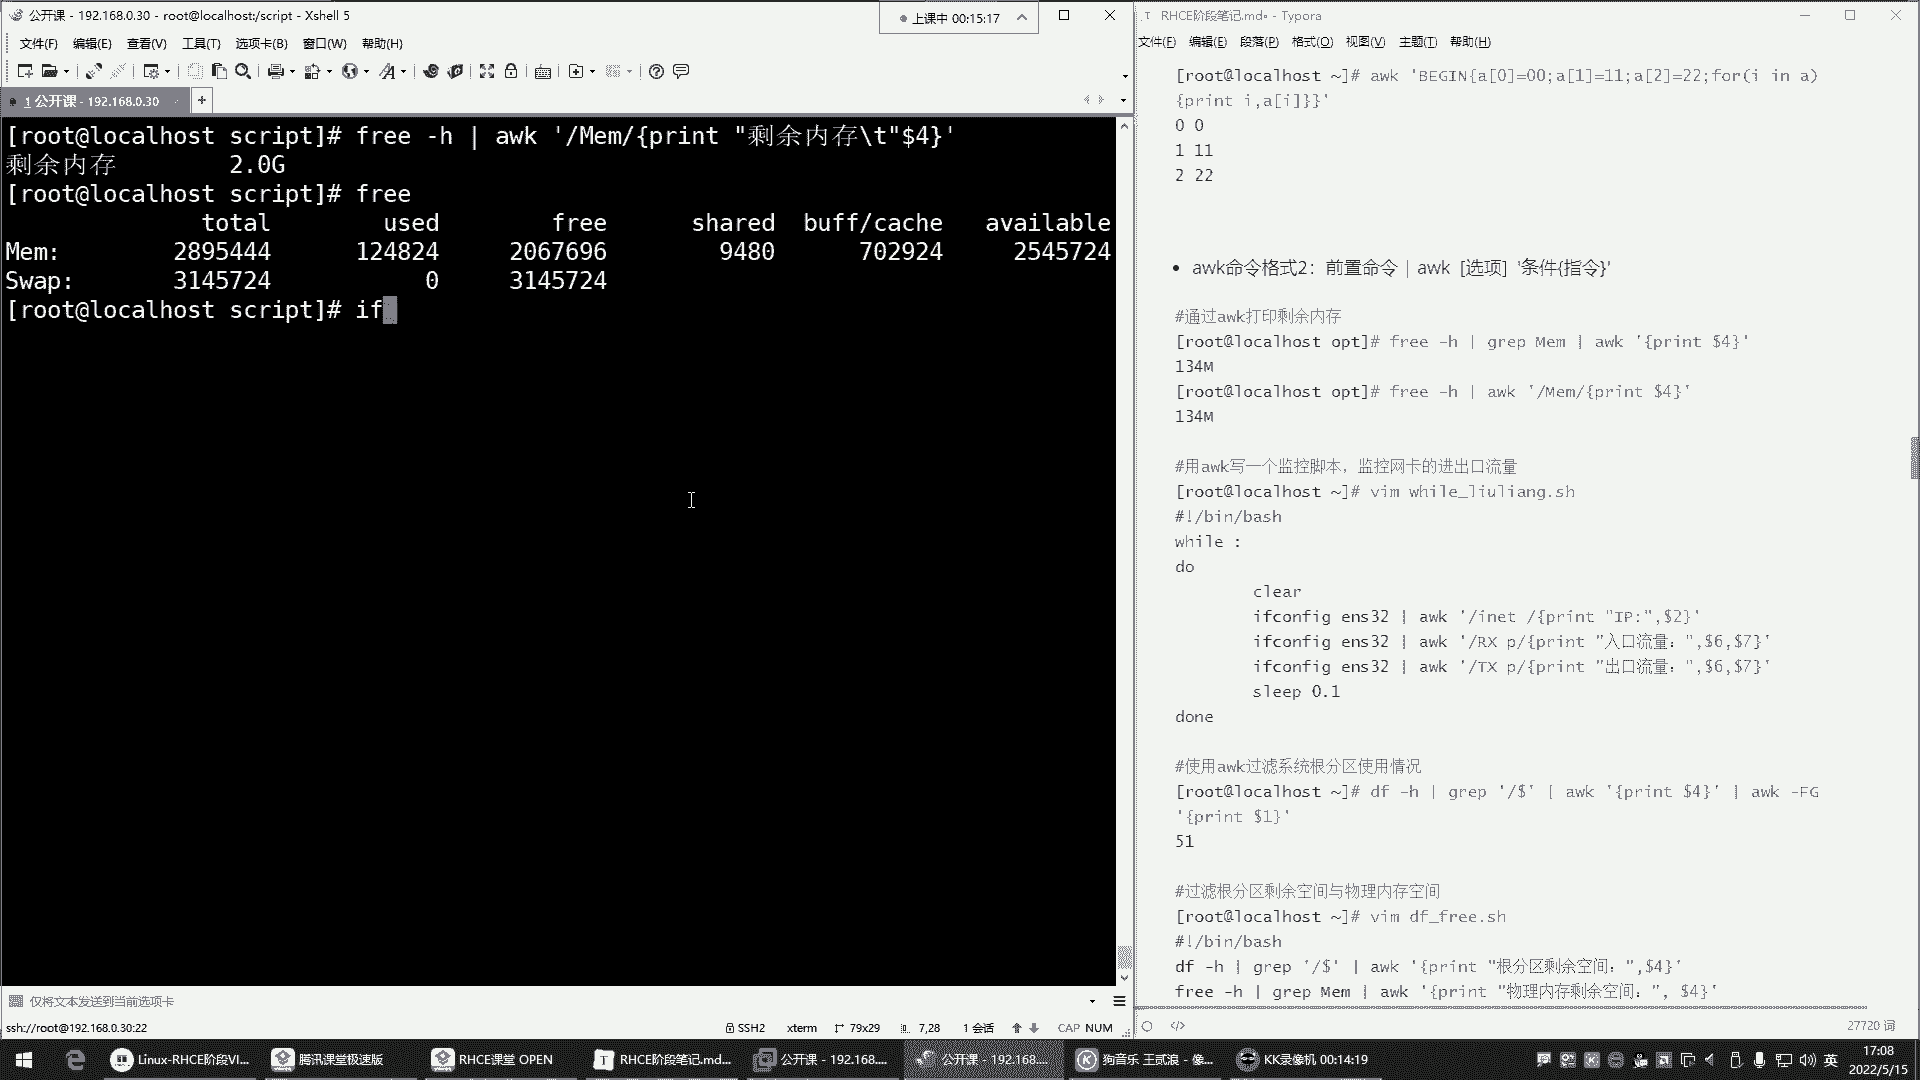 公开课 - 192.168.0.30 - root@localhost:/script - Xshell 5
上课中 00:15:17
文件(F) 编辑(E) 查看(V) 工具(T) 选项卡(B) 窗口(W) 帮助(H)
1 公开课 - 192.168.0.30
[root@localhost script]# free -h | awk '/Mem/{print "剩余内存\t"$4}'
剩余内存 2.0G
[root@localhost script]# free
total used free shared buff/cache available
Mem: 2895444 124824 2067696 9480 702924 2545724
Swap: 3145724 0 3145724
[root@localhost script]# if
仅将文本发送到当前选项卡
ssh://root@192.168.0.30:22 SSH2 xterm 79x29 7,28 1 会话 CAP NUM
RHCE阶段笔记.md• - Typora
文件(F) 编辑(E) 段落(P) 格式(O) 视图(V) 主题(T) 帮助(H)
[root@localhost ~]# awk 'BEGIN{a[0]=00;a[1]=11;a[2]=22;for(i in a)
{print i,a[i]}}'
0 0
1 11
2 22
• awk命令格式2：前置命令 | awk [选项] '条件{指令}'
#通过awk打印剩余内存
[root@localhost opt]# free -h | grep Mem | awk '{print $4}'
134M
[root@localhost opt]# free -h | awk '/Mem/{print $4}'
134M
#用awk写一个监控脚本，监控网卡的进出口流量
[root@localhost ~]# vim while_liuliang.sh
#!/bin/bash
while :
do
clear
ifconfig ens32 | awk '/inet /{print "IP:",$2}'
ifconfig ens32 | awk '/RX p/{print "入口流量：",$6,$7}'
ifconfig ens32 | awk '/TX p/{print "出口流量：",$6,$7}'
sleep 0.1
done
#使用awk过滤系统根分区使用情况
[root@localhost ~]# df -h | grep '/$' | awk '{print $4}' | awk -FG
'{print $1}'
51
#过滤根分区剩余空间与物理内存空间
[root@localhost ~]# vim df_free.sh
#!/bin/bash
df -h | grep '/$' | awk '{print "根分区剩余空间：",$4}'
free -h | grep Mem | awk '{print "物理内存剩余空间：", $4}'
27720 词
Linux-RHCE阶段VI... 腾讯课堂极速版 RHCE课堂 OPEN RHCE阶段笔记.md... 公开课 - 192.168.... 公开课 - 192.168.... 狗音乐 王贰浪 - 像... KK录像机 00:14:19 英 17:08
2022/5/15